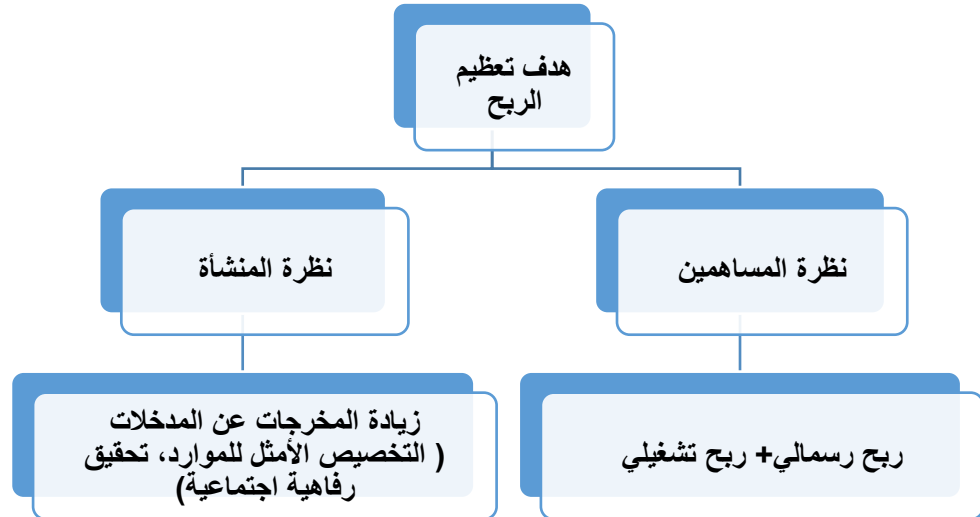 هدف تعظيم
الربح
نظرة المساهمين
نظرة المنشأة
ربح رسمالي+ ربح تشغيلي
زيادة المخرجات عن المدخلات
( التخصيص الأمثل للموارد، تحقيق
رفاهية اجتماعية)